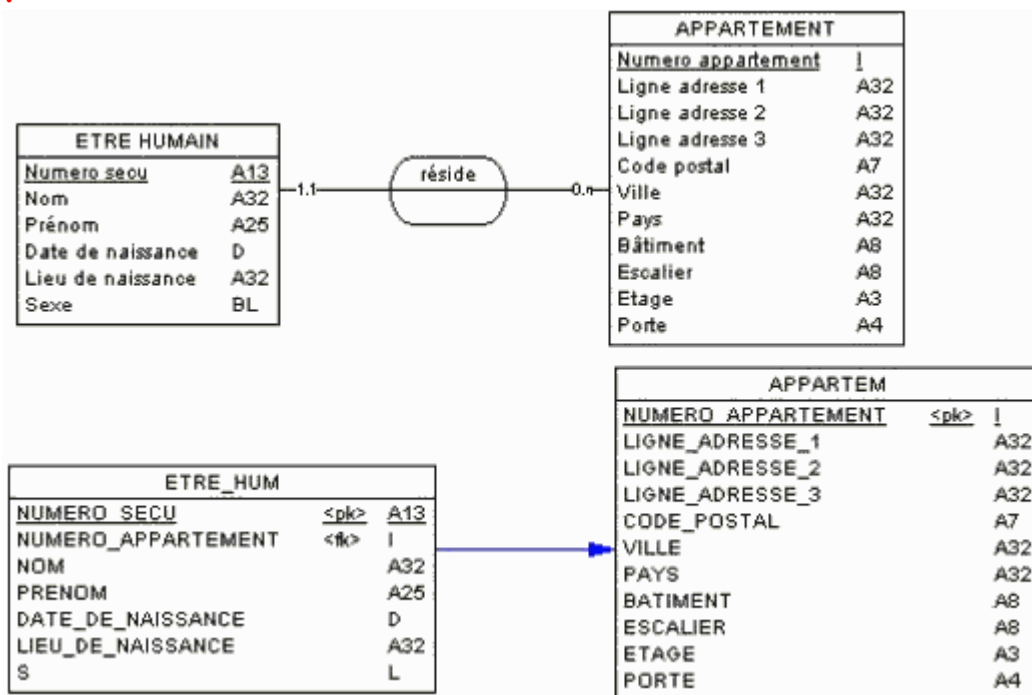 APPARTEMENT
Numero appartement I
Ligne adresse 1 A32
Ligne adresse 2 A32
Ligne adresse 3 A32
Code postal A7
Ville A32
Pays A32
Bâtiment A8
Escalier A8
Etage A3
Porte A4
ETRE HUMAIN
Numero secu A13
Nom A32
Prénom A25
Date de naissance D
Lieu de naissance A32
Sexe BL
1.1
réside
0.n
APPARTEM
NUMERO_APPARTEMENT <pk> I
LIGNE_ADRESSE_1 A32
LIGNE_ADRESSE_2 A32
LIGNE_ADRESSE_3 A32
CODE_POSTAL A7
VILLE A32
PAYS A32
BATIMENT A8
ESCALIER A8
ETAGE A3
PORTE A4
ETRE_HUM
NUMERO_SECU <pk> A13
NUMERO_APPARTEMENT <fk> I
NOM A32
PRENOM A25
DATE_DE_NAISSANCE D
LIEU_DE_NAISSANCE A32
S L